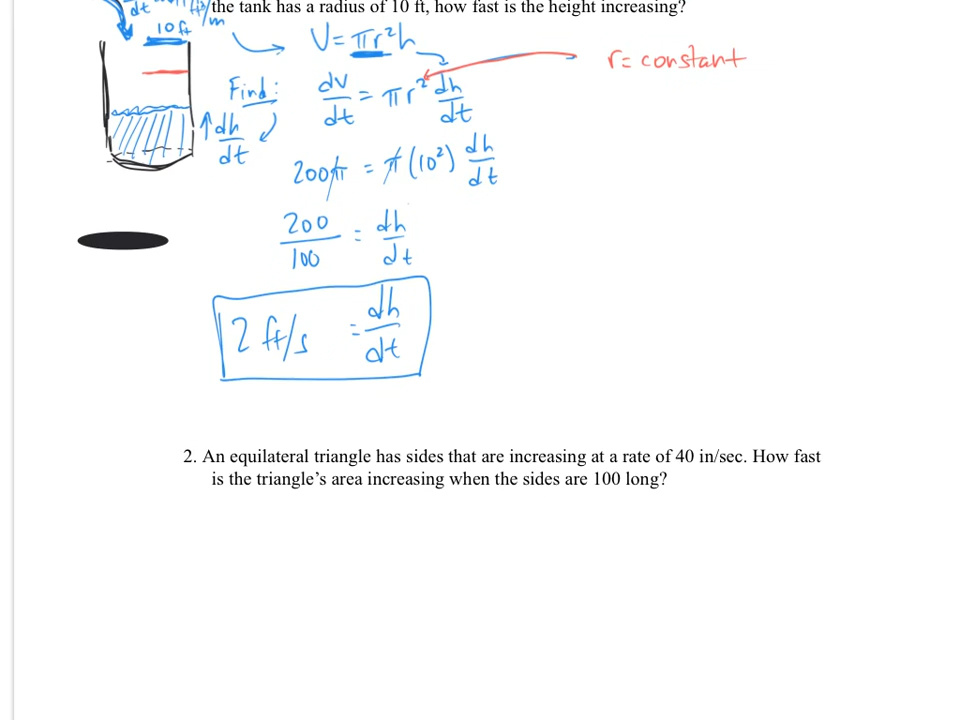 dt ft³/m the tank has a radius of 10 ft, how fast is the height increasing?
10 ft
V = πr²h
r = constant
Find: dV/dt = πr² dh/dt
↑ dh/dt
200π = π(10²) dh/dt
200/100 = dh/dt
2 ft/s = dh/dt
2. An equilateral triangle has sides that are increasing at a rate of 40 in/sec. How fast
is the triangle's area increasing when the sides are 100 long?